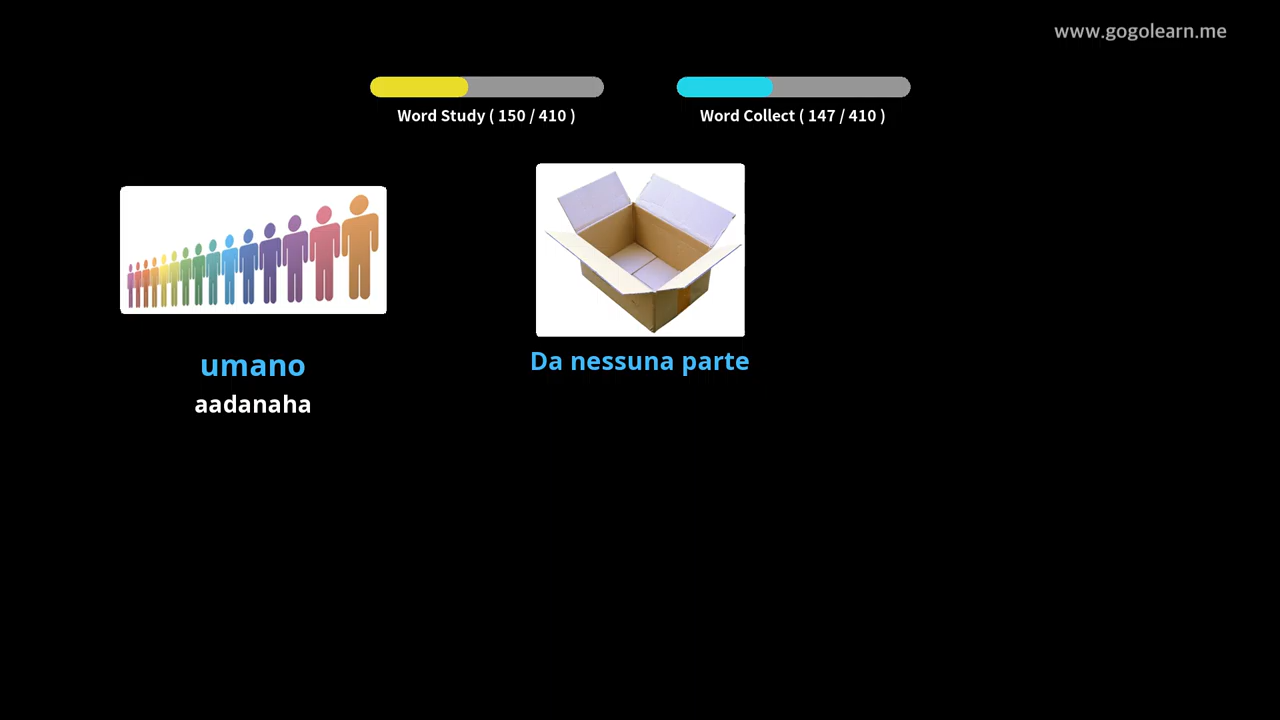 www.gogolearn.me
Word Study ( 150 / 410 )
Word Collect ( 147 / 410 )
umano
aadanaha
Da nessuna parte